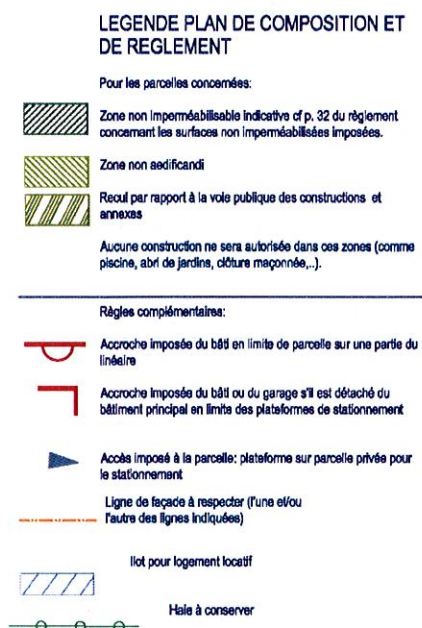 LEGENDE PLAN DE COMPOSITION ET
DE REGLEMENT
Pour les parcelles concernées:
Zone non imperméabilisable indicative cf p. 32 du règlement
concernant les surfaces non imperméabilisées imposées.
Zone non aedificandi
Recul par rapport à la voie publique des constructions et
annexes
Aucune construction ne sera autorisée dans ces zones (comme
piscine, abri de jardins, clôture maçonnée,..).
Règles complémentaires:
Accroche imposée du bâti en limite de parcelle sur une partie du
linéaire
Accroche imposée du bâti ou du garage s'il est détaché du
bâtiment principal en limite des plateformes de stationnement
Accès imposé à la parcelle: plateforme sur parcelle privée pour
le stationnement
Ligne de façade à respecter (l'une et/ou
l'autre des lignes indiquées)
Ilot pour logement locatif
Haie à conserver